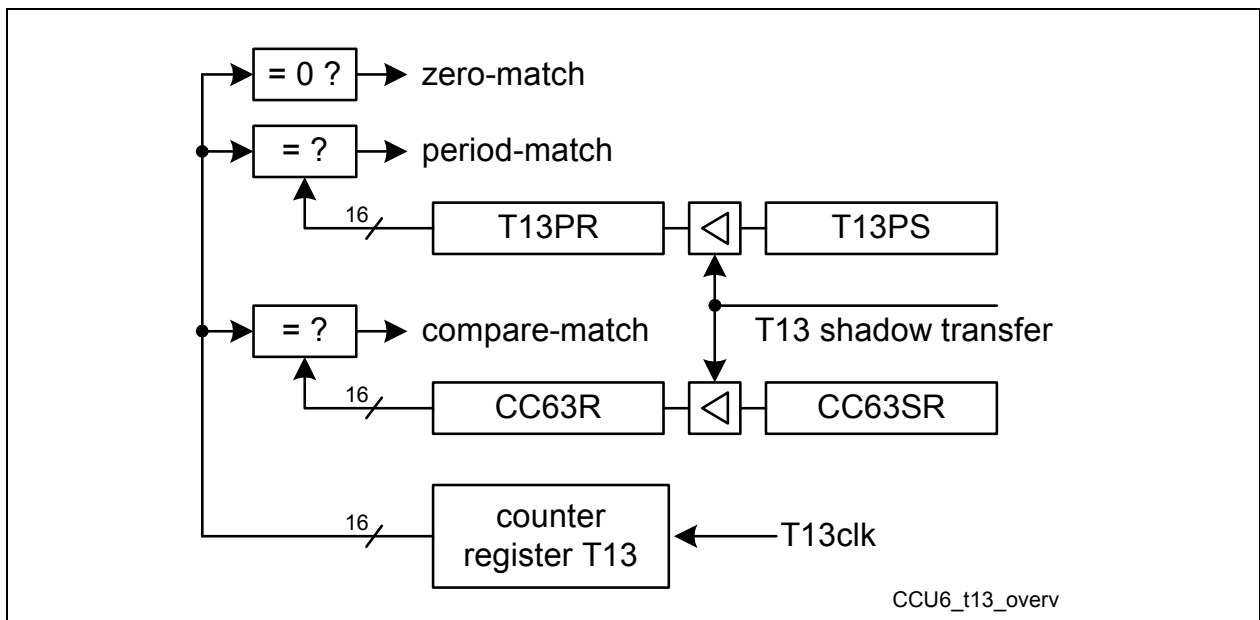 = 0 ?
zero-match
= ?
period-match
16
T13PR
T13PS
= ?
compare-match
T13 shadow transfer
16
CC63R
CC63SR
16
counter
register T13
T13clk
CCU6_t13_overv